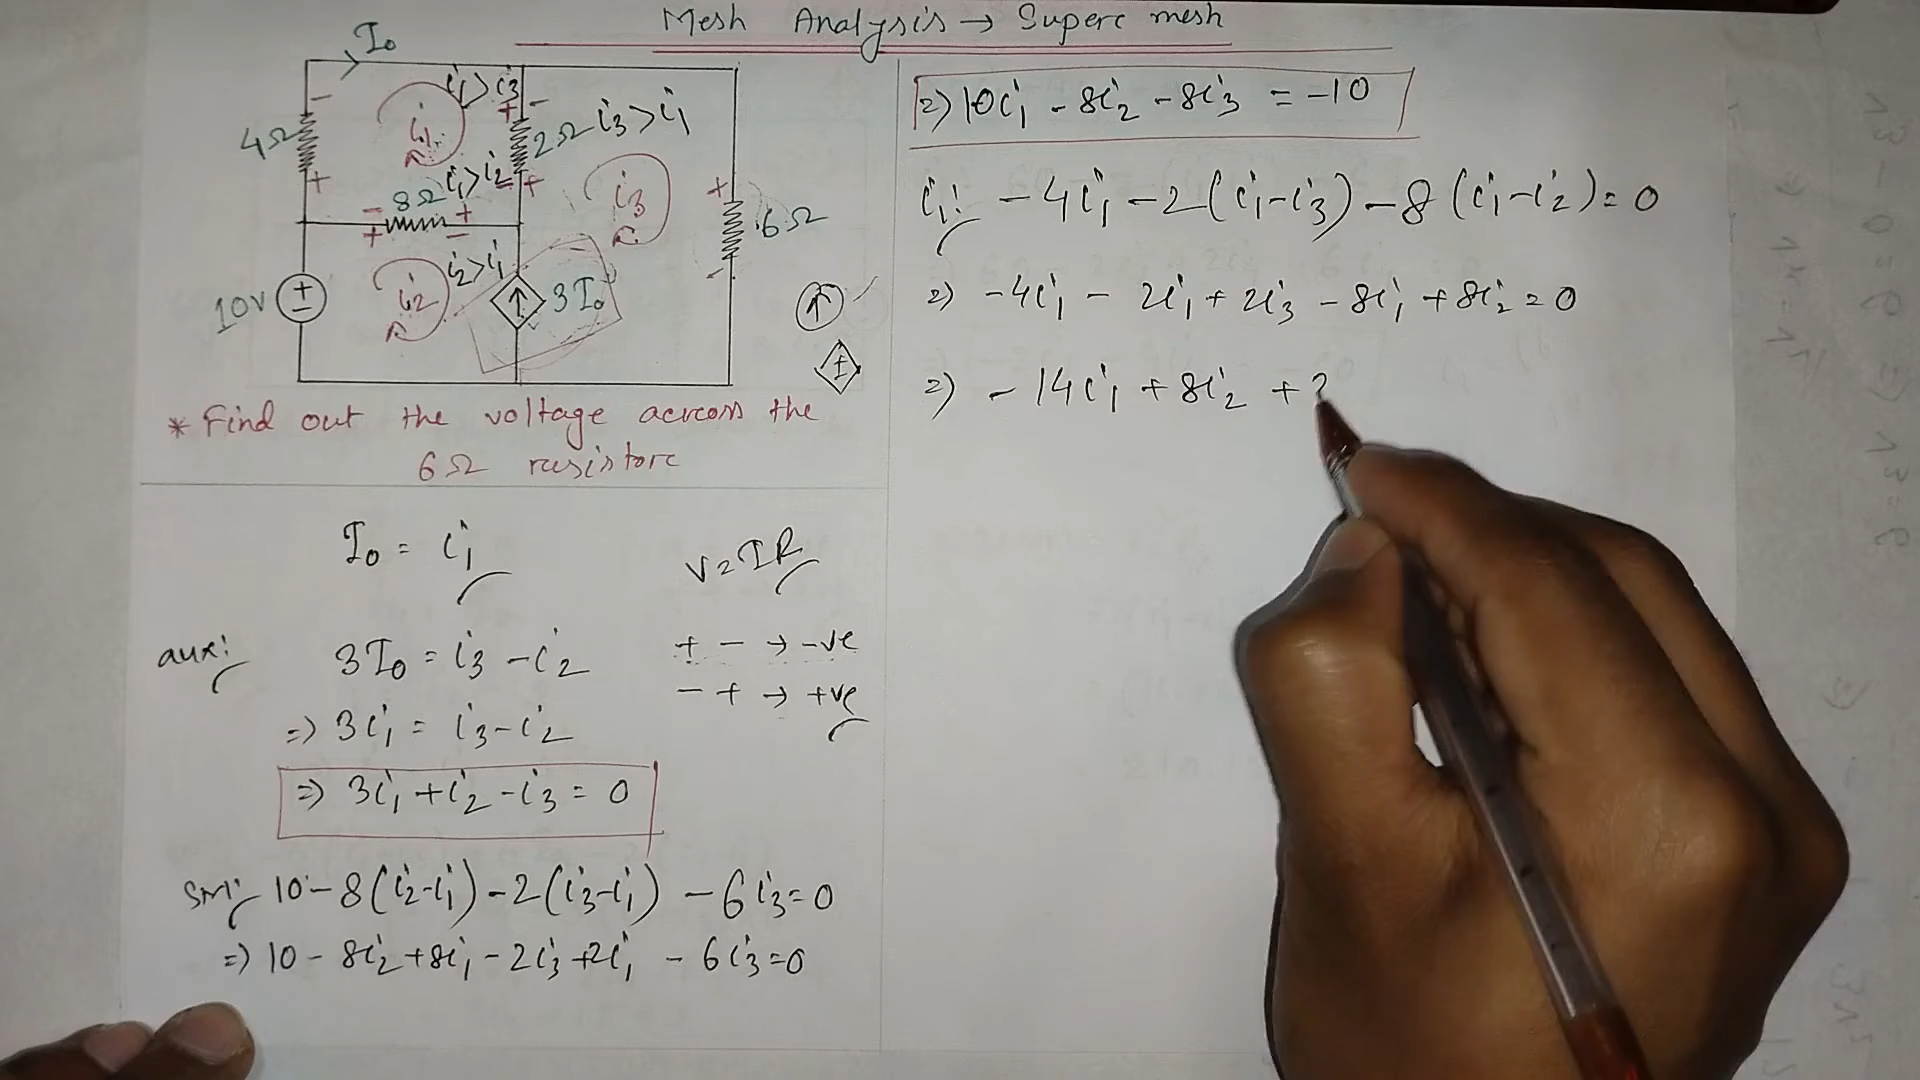 Mesh Analysis → Superc mesh
I₀
i₁>i₃
4Ω
i₁
2Ω
i₃>i₁
i₁>i₂
8Ω
i₃
6Ω
i₂>i₁
10V
i₂
3I₀
* Find out the voltage across the
6Ω resistorc
I₀ = i₁
V=IR
aux:
3I₀ = i₃ - i₂
+ - → -ve
- + → +ve
=> 3i₁ = i₃-i₂
=> 3i₁+i₂-i₃ = 0
SM: 10-8(i₂-i₁)-2(i₃-i₁) -6i₃=0
=> 10-8i₂+8i₁-2i₃+2i₁ -6i₃=0
=> 10i₁ -8i₂ -8i₃ = -10
i₁: -4i₁-2(i₁-i₃)-8(i₁-i₂)=0
=> -4i₁ - 2i₁+2i₃ -8i₁ +8i₂=0
=> -14i₁ +8i₂ +2